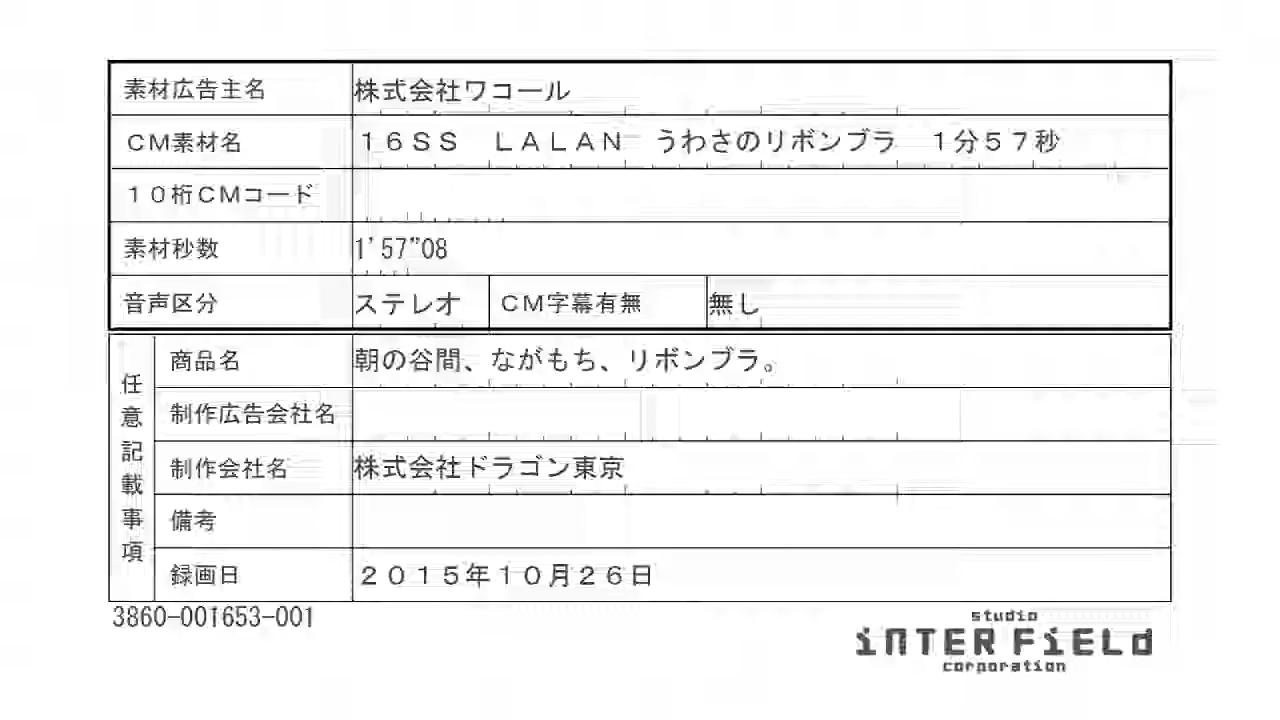 素材広告主名 株式会社ワコール
CM素材名 16SS LALAN うわさのリボンブラ 1分57秒
10桁CMコード
素材秒数 1'57"08
音声区分 ステレオ CM字幕有無 無し
任意記載事項
商品名 朝の谷間、ながもち、リボンブラ。
制作広告会社名
制作会社名 株式会社ドラゴン東京
備考
録画日 2015年10月26日
3860-001653-001
studio
iNTER FiELd
corporation